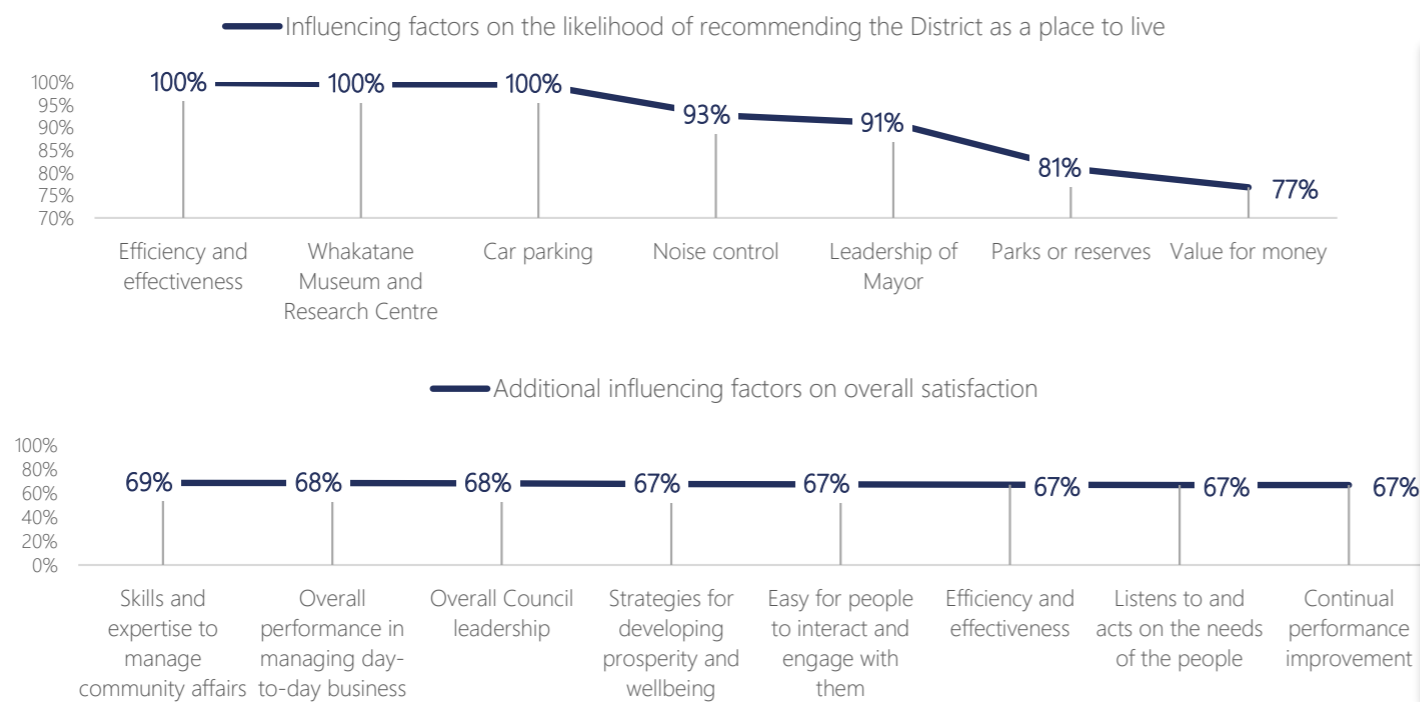 Influencing factors on the likelihood of recommending the District as a place to live
100%
95%
90%
85%
80%
75%
70%
100% 100% 100% 93% 91% 81% 77%
Efficiency and
effectiveness
Whakatane
Museum and
Research Centre
Car parking
Noise control
Leadership of
Mayor
Parks or reserves
Value for money
Additional influencing factors on overall satisfaction
100%
80%
60%
40%
20%
0%
69% 68% 68% 67% 67% 67% 67% 67%
Skills and
expertise to
manage
community affairs
Overall
performance in
managing day-
to-day business
Overall Council
leadership
Strategies for
developing
prosperity and
wellbeing
Easy for people
to interact and
engage with
them
Efficiency and
effectiveness
Listens to and
acts on the needs
of the people
Continual
performance
improvement